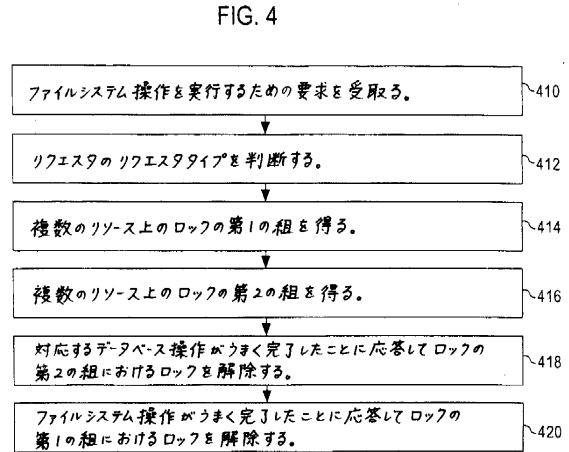 FIG. 4
ファイルシステム操作を実行するための要求を受取る。
410
リクエスタのリクエスタタイプを判断する。
412
複数のリソース上のロックの第1の組を得る。
414
複数のリソース上のロックの第2の組を得る。
416
対応するデータベース操作がうまく完了したことに応答してロックの
第2の組におけるロックを解除する。
418
ファイルシステム操作がうまく完了したことに応答してロックの
第1の組におけるロックを解除する。
420